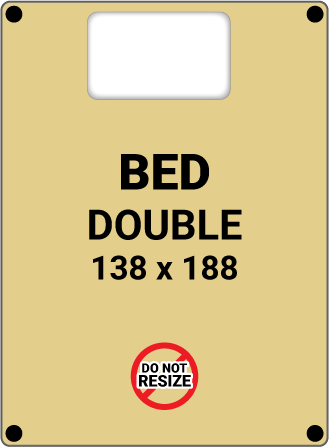 BED
DOUBLE
138 x 188
DO NOT
RESIZE